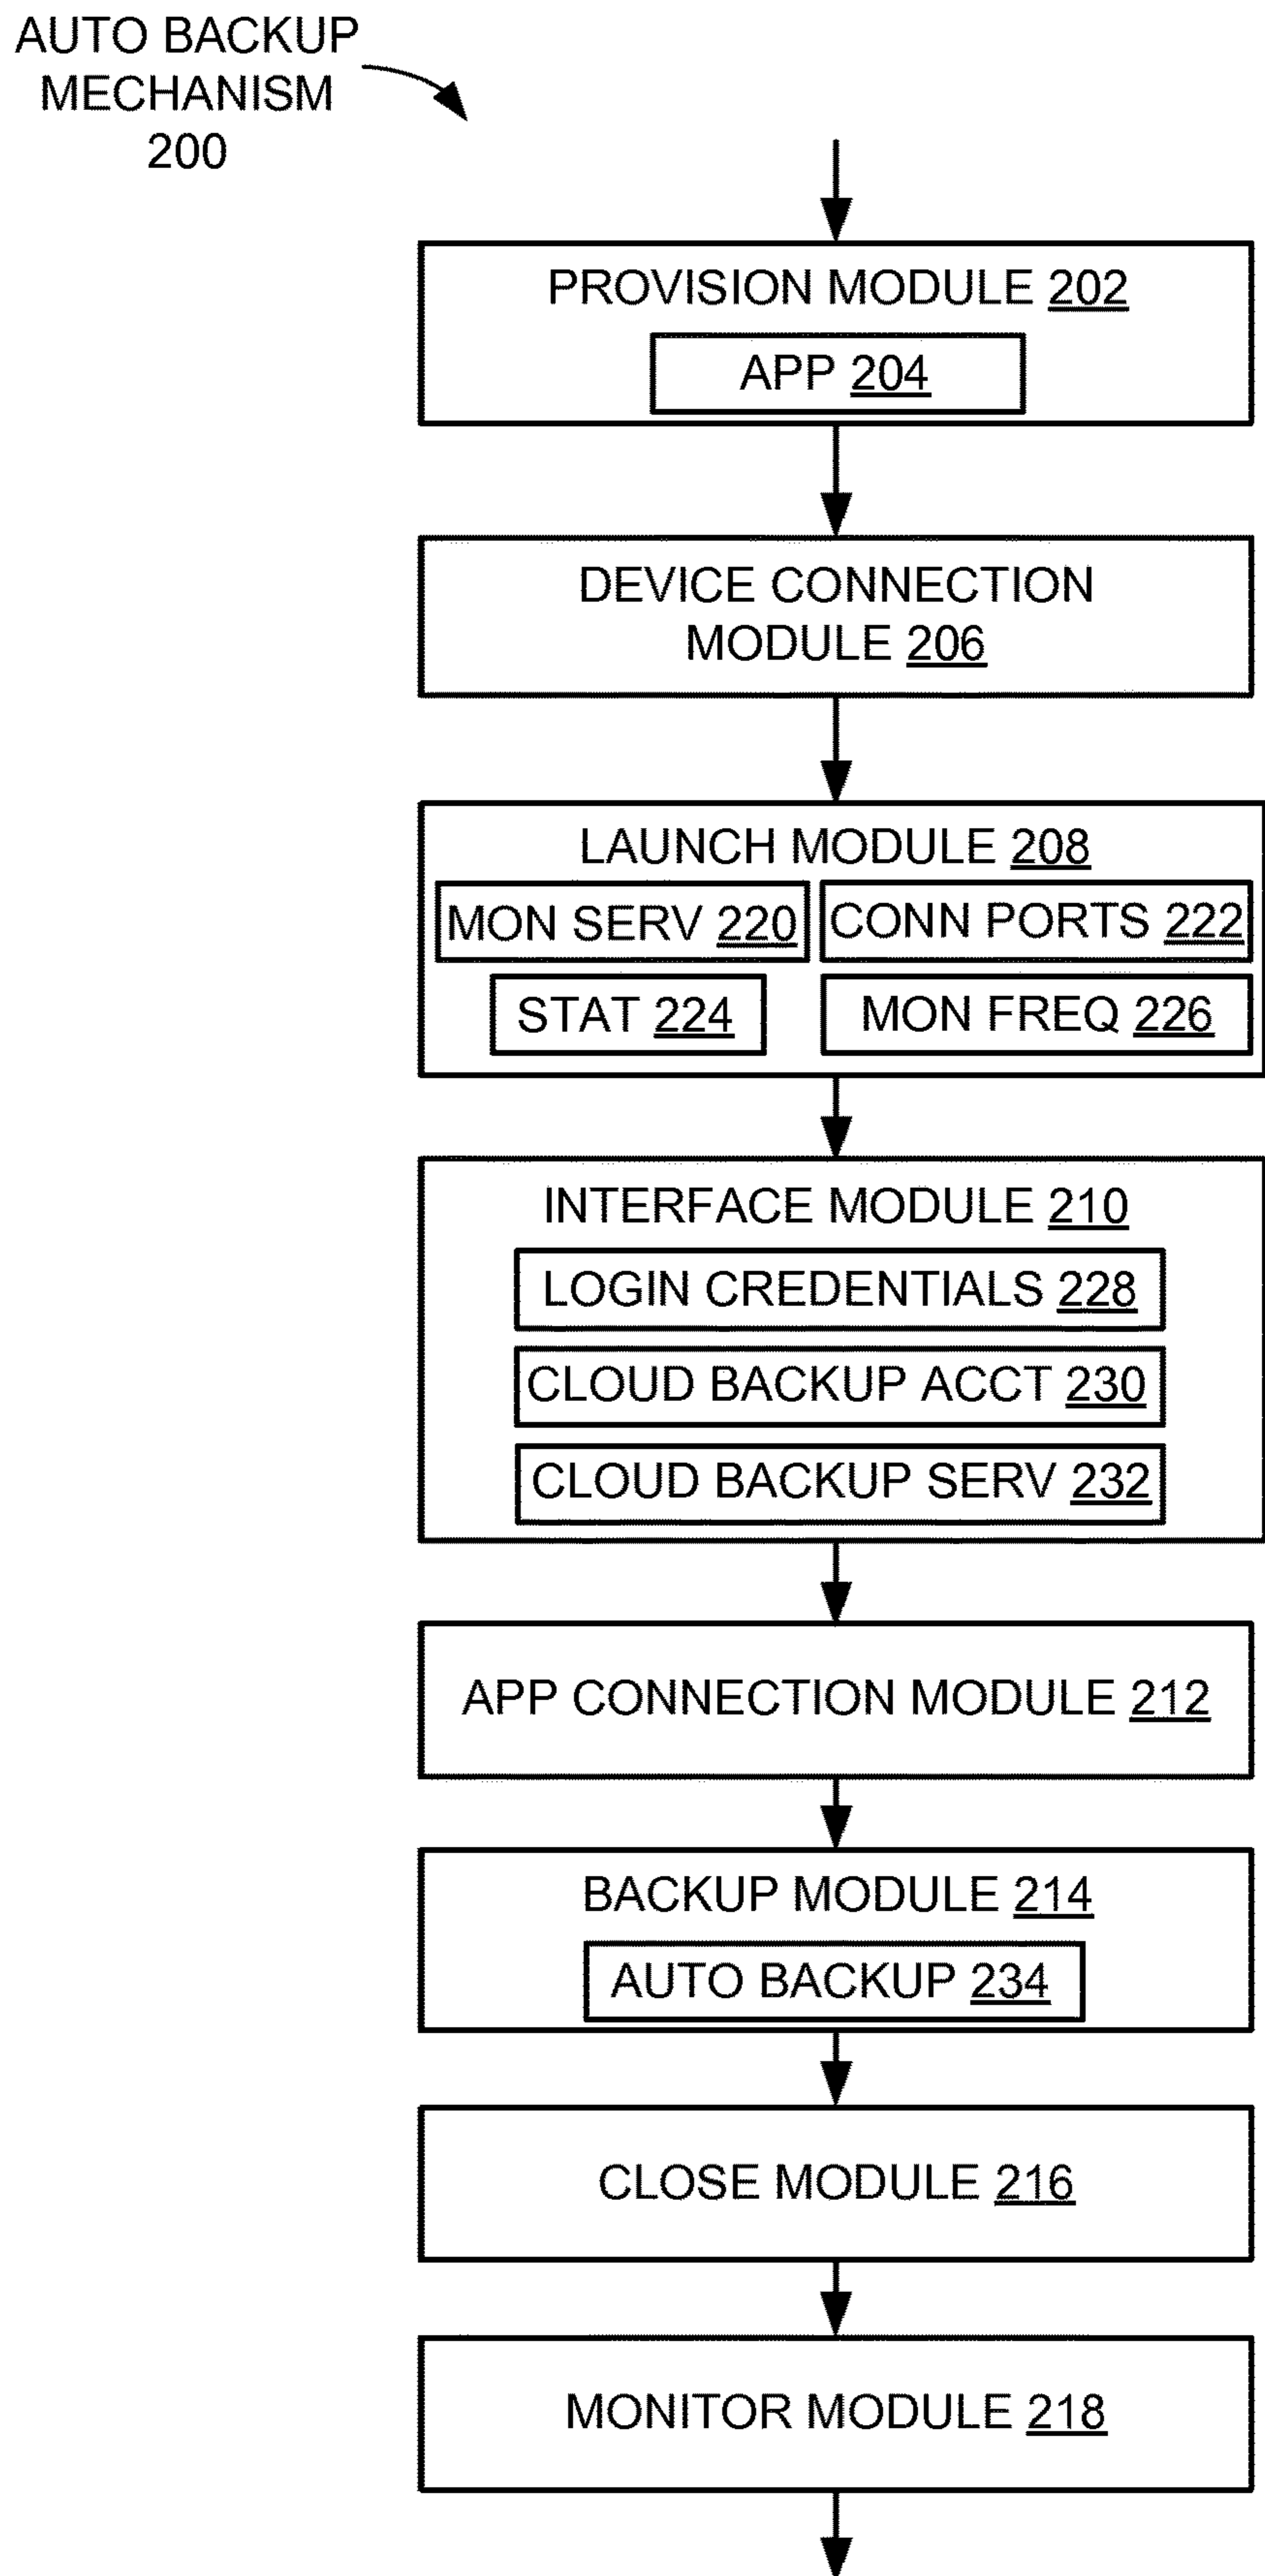 AUTO BACKUP
MECHANISM
200
PROVISION MODULE 202
APP 204
DEVICE CONNECTION
MODULE 206
LAUNCH MODULE 208
MON SERV 220
CONN PORTS 222
STAT 224
MON FREQ 226
INTERFACE MODULE 210
LOGIN CREDENTIALS 228
CLOUD BACKUP ACCT 230
CLOUD BACKUP SERV 232
APP CONNECTION MODULE 212
BACKUP MODULE 214
AUTO BACKUP 234
CLOSE MODULE 216
MONITOR MODULE 218